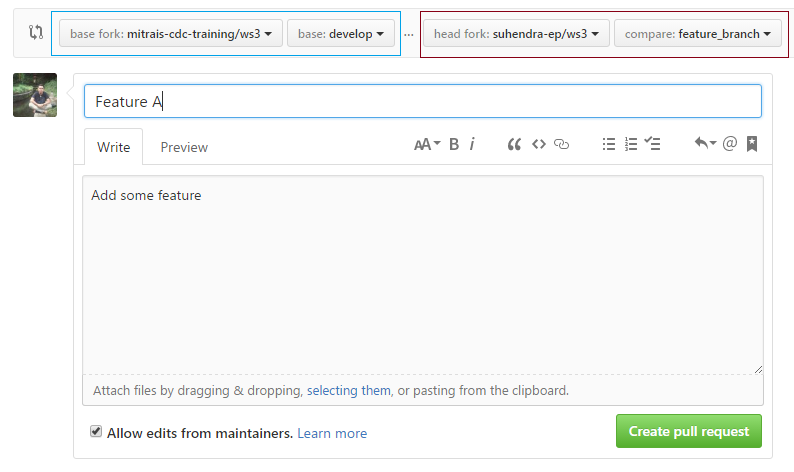 base fork: mitrais-cdc-training/ws3 base: develop ... head fork: suhendra-ep/ws3 compare: feature_branch
Feature A
Write Preview AA B i @
Add some feature
Attach files by dragging & dropping, selecting them, or pasting from the clipboard.
Allow edits from maintainers. Learn more Create pull request